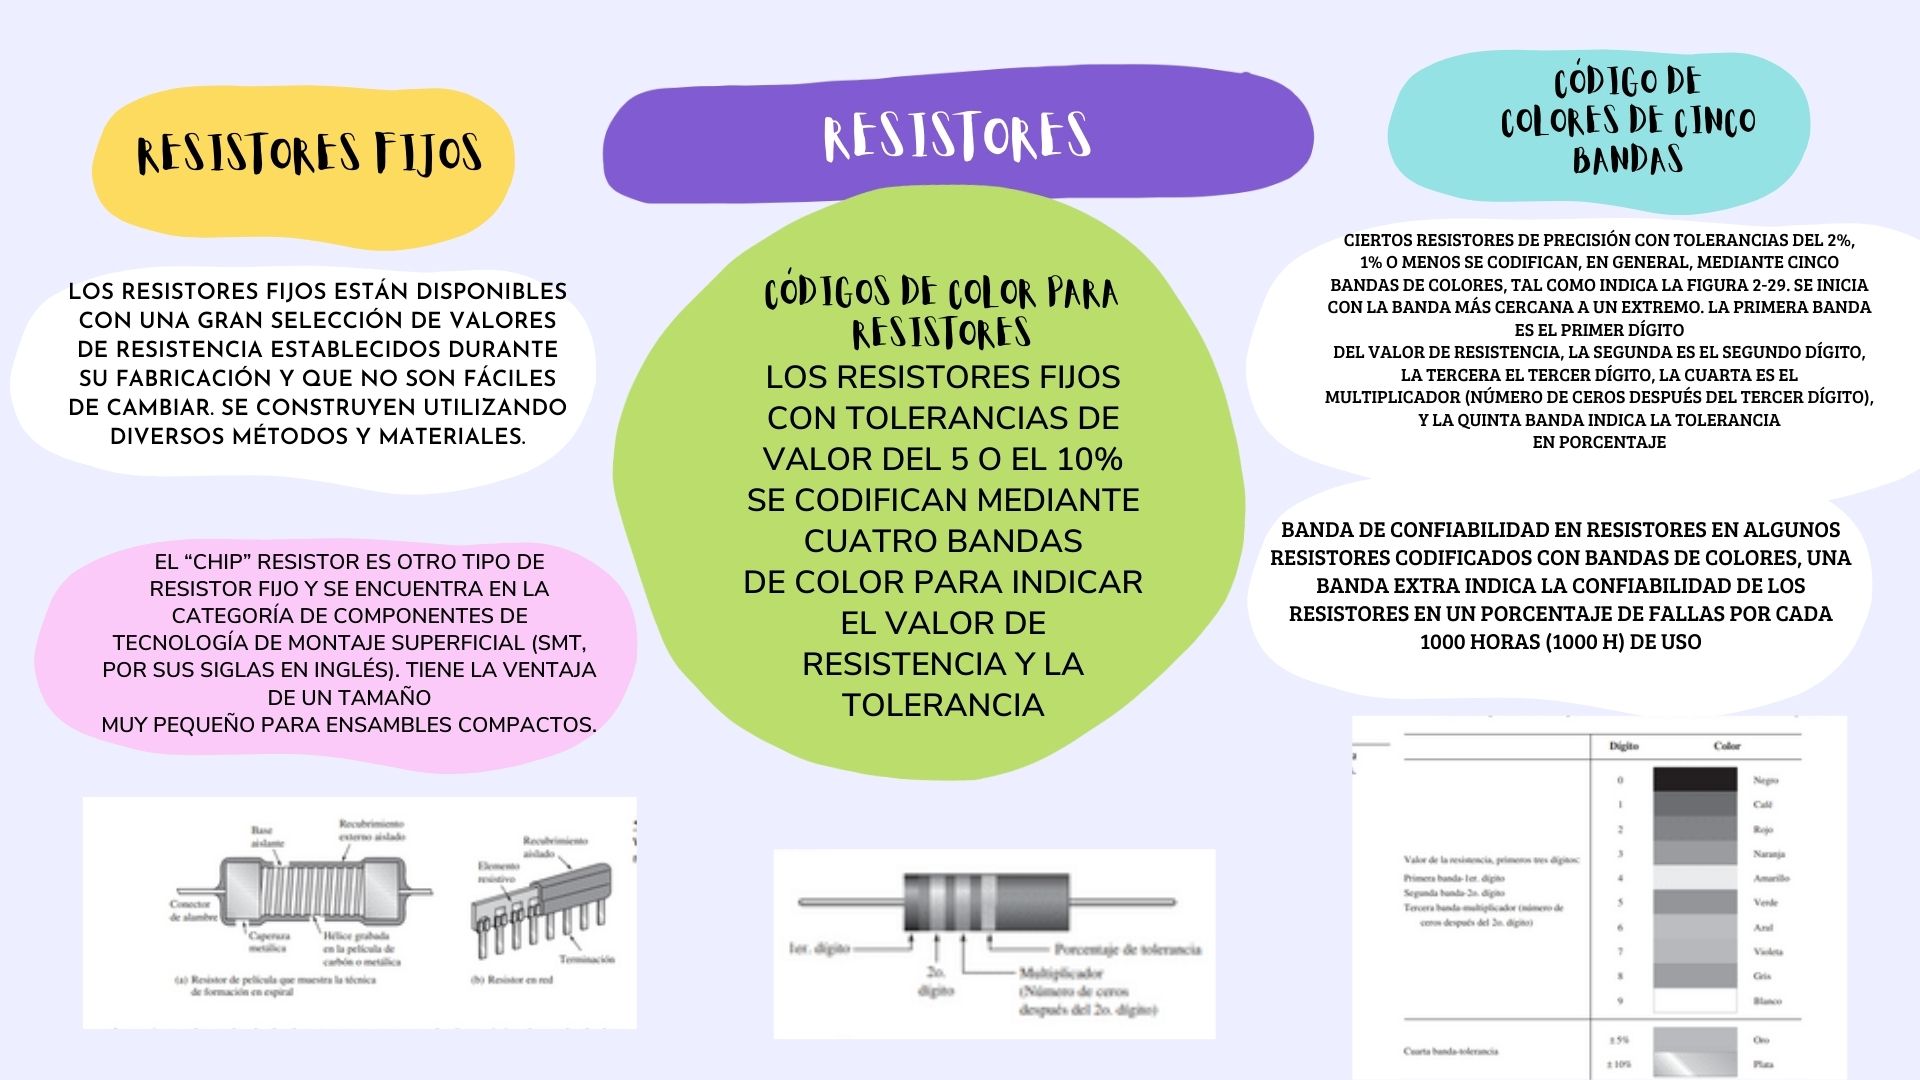 RESISTORES FIJOS
LOS RESISTORES FIJOS ESTÁN DISPONIBLES
CON UNA GRAN SELECCIÓN DE VALORES
DE RESISTENCIA ESTABLECIDOS DURANTE
SU FABRICACIÓN Y QUE NO SON FÁCILES
DE CAMBIAR. SE CONSTRUYEN UTILIZANDO
DIVERSOS MÉTODOS Y MATERIALES.
EL “CHIP” RESISTOR ES OTRO TIPO DE
RESISTOR FIJO Y SE ENCUENTRA EN LA
CATEGORÍA DE COMPONENTES DE
TECNOLOGÍA DE MONTAJE SUPERFICIAL (SMT,
POR SUS SIGLAS EN INGLÉS). TIENE LA VENTAJA
DE UN TAMAÑO
MUY PEQUEÑO PARA ENSAMBLES COMPACTOS.
Base
aislante
Recubrimiento
externo aislado
Conector
de alambre
Caperuza
metálica
Hélice grabada
en la película de
carbón o metálica
(a) Resistor de película que muestra la técnica
de formación en espiral
Recubrimiento
aislado
Elemento
resistivo
Terminación
(b) Resistor en red
RESISTORES
CÓDIGOS DE COLOR PARA
RESISTORES
LOS RESISTORES FIJOS
CON TOLERANCIAS DE
VALOR DEL 5 O EL 10%
SE CODIFICAN MEDIANTE
CUATRO BANDAS
DE COLOR PARA INDICAR
EL VALOR DE
RESISTENCIA Y LA
TOLERANCIA
1er. dígito
2o.
dígito
Porcentaje de tolerancia
Multiplicador
(Número de ceros
después del 2o. dígito)
CÓDIGO DE
COLORES DE CINCO
BANDAS
CIERTOS RESISTORES DE PRECISIÓN CON TOLERANCIAS DEL 2%,
1% O MENOS SE CODIFICAN, EN GENERAL, MEDIANTE CINCO
BANDAS DE COLORES, TAL COMO INDICA LA FIGURA 2-29. SE INICIA
CON LA BANDA MÁS CERCANA A UN EXTREMO. LA PRIMERA BANDA
ES EL PRIMER DÍGITO
DEL VALOR DE RESISTENCIA, LA SEGUNDA ES EL SEGUNDO DÍGITO,
LA TERCERA EL TERCER DÍGITO, LA CUARTA ES EL
MULTIPLICADOR (NÚMERO DE CEROS DESPUÉS DEL TERCER DÍGITO),
Y LA QUINTA BANDA INDICA LA TOLERANCIA
EN PORCENTAJE
BANDA DE CONFIABILIDAD EN RESISTORES EN ALGUNOS
RESISTORES CODIFICADOS CON BANDAS DE COLORES, UNA
BANDA EXTRA INDICA LA CONFIABILIDAD DE LOS
RESISTORES EN UN PORCENTAJE DE FALLAS POR CADA
1000 HORAS (1000 H) DE USO
Dígito Color
0 Negro
1 Café
2 Rojo
3 Naranja
4 Amarillo
5 Verde
6 Azul
7 Violeta
8 Gris
9 Blanco
Valor de la resistencia, primeros tres dígitos:
Primera banda-1er. dígito
Segunda banda-2o. dígito
Tercera banda-multiplicador (número de
ceros después del 2o. dígito)
Cuarta banda-tolerancia
±5% Oro
±10% Plata